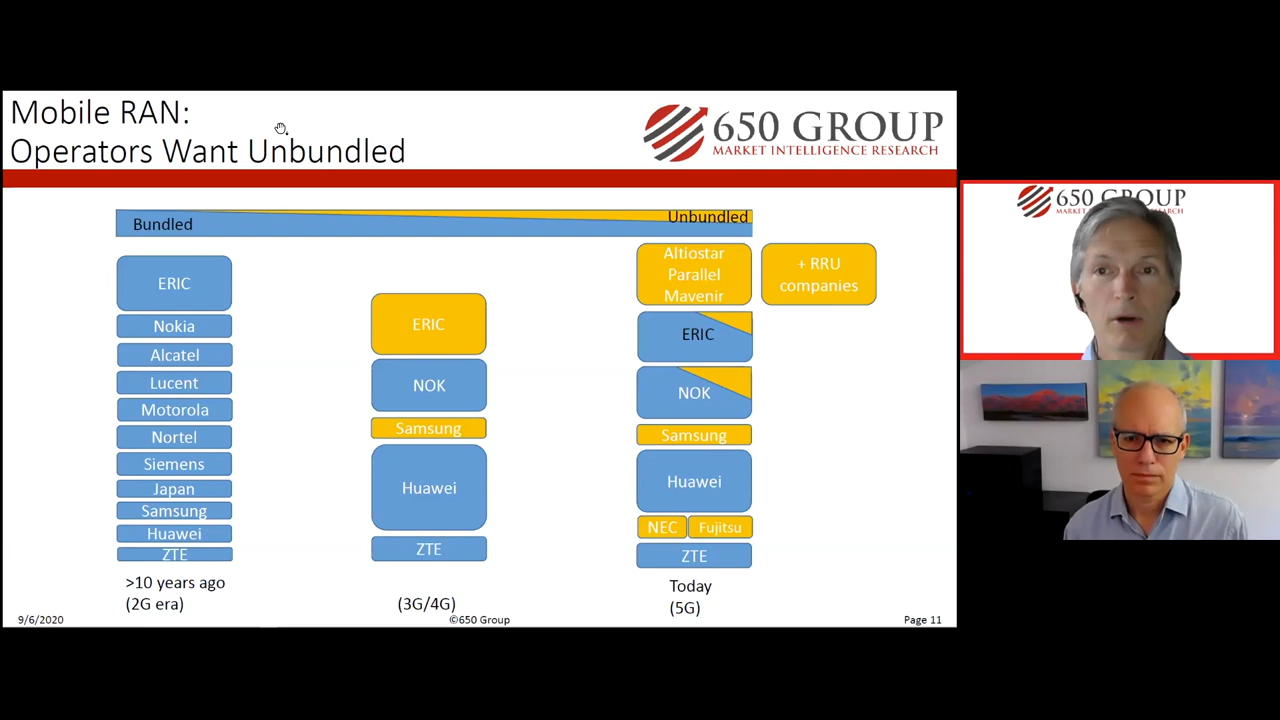 Mobile RAN:
Operators Want Unbundled
650 GROUP
MARKET INTELLIGENCE RESEARCH
Bundled
Unbundled
ERIC
Nokia
Alcatel
Lucent
Motorola
Nortel
Siemens
Japan
Samsung
Huawei
ZTE
>10 years ago
(2G era)
ERIC
NOK
Samsung
Huawei
ZTE
(3G/4G)
Altiostar
Parallel
Mavenir
+ RRU
companies
ERIC
NOK
Samsung
Huawei
NEC
Fujitsu
ZTE
Today
(5G)
9/6/2020
©650 Group
Page 11
650 GROUP